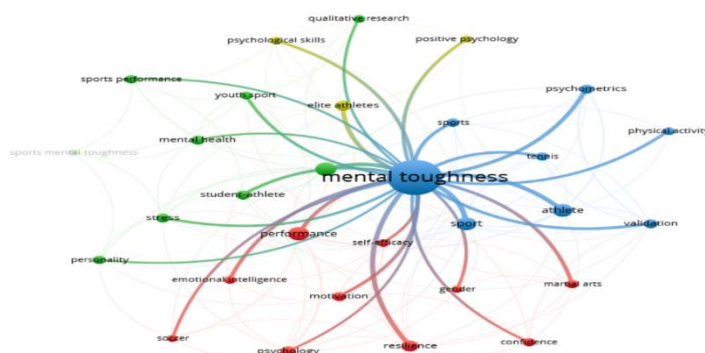 qualitative research
psychological skills
positive psychology
sports performance
youth sport
elite athletes
psychometrics
sports
physical activity
mental health
sports mental toughness
tennis
mental toughness
student-athlete
stress
athlete
sport
validation
performance
self-efficacy
personality
emotional intelligence
motivation
gender
martial arts
soccer
psychology
resilience
confidence